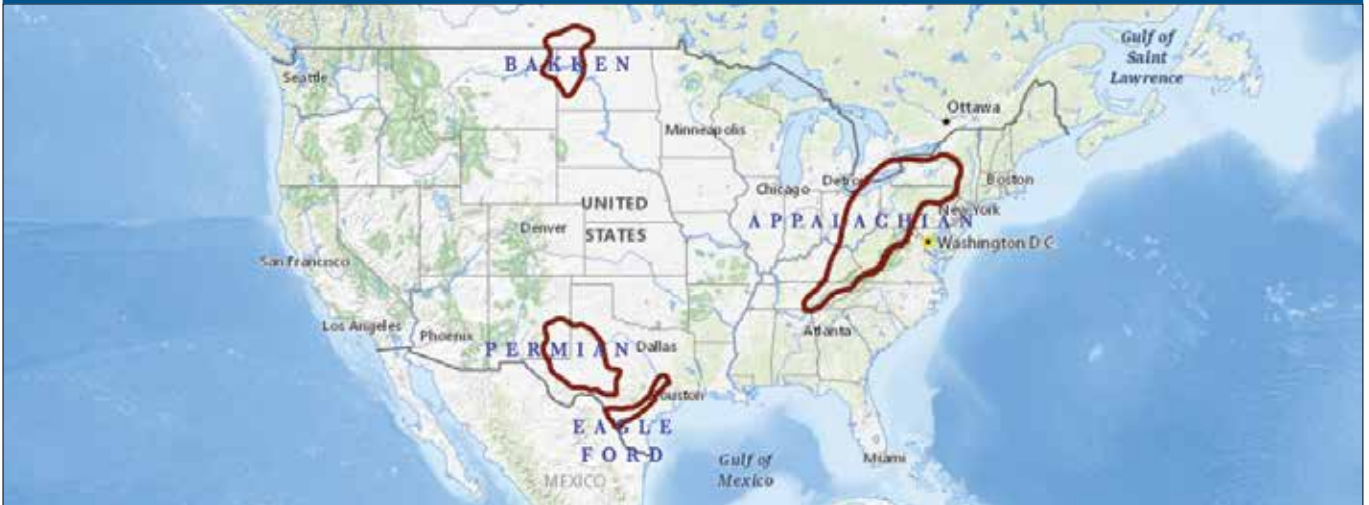 Gulf of
Saint
Lawrence
BAKKEN
Seattle
Ottawa
Minneapolis
Chicago
Detroit
Boston
UNITED
STATES
New York
APPALACHIAN
Denver
Washington D C
San Francisco
Los Angeles
Phoenix
PERMIAN
Dallas
Atlanta
Houston
EAGLE
FORD
Gulf of
Mexico
Miami
MEXICO